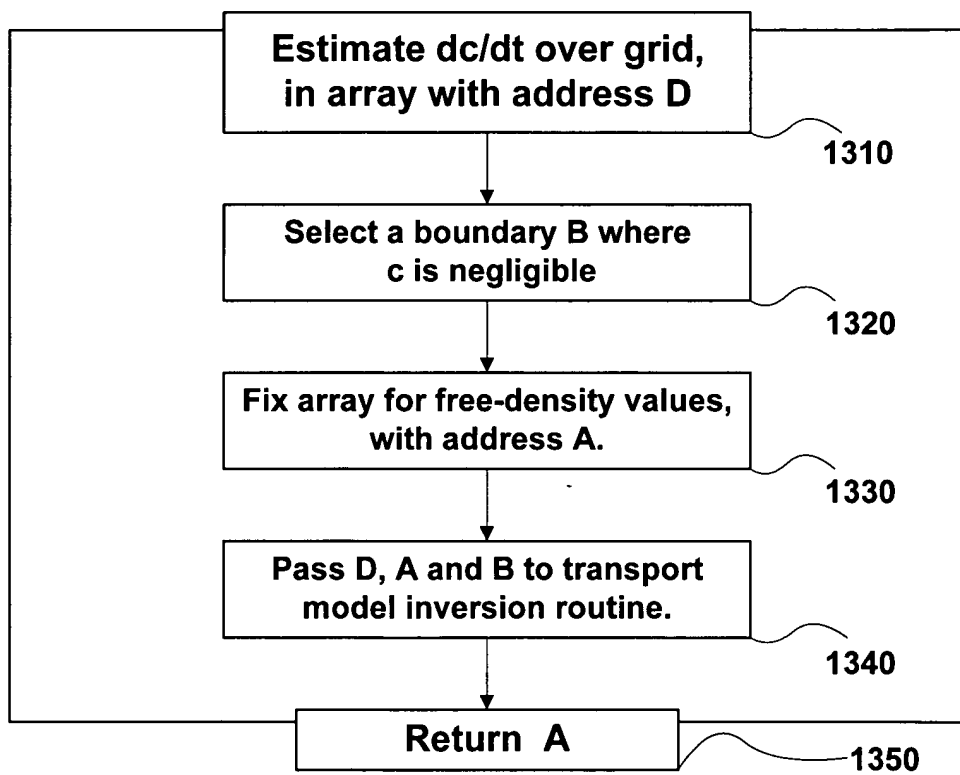 Estimate dc/dt over grid,
in array with address D
1310
Select a boundary B where
c is negligible
1320
Fix array for free-density values,
with address A.
1330
Pass D, A and B to transport
model inversion routine.
1340
Return A
1350